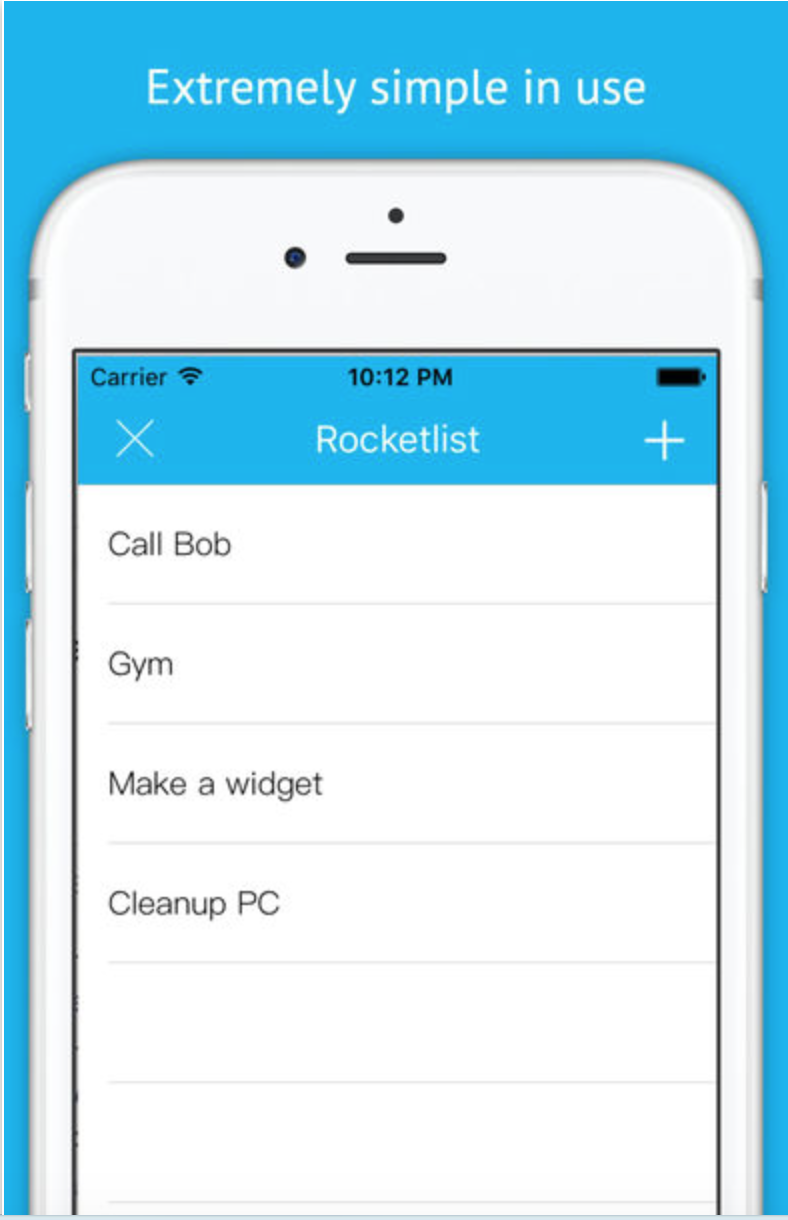 Extremely simple in use
Carrier 10:12 PM
Rocketlist
Call Bob
Gym
Make a widget
Cleanup PC